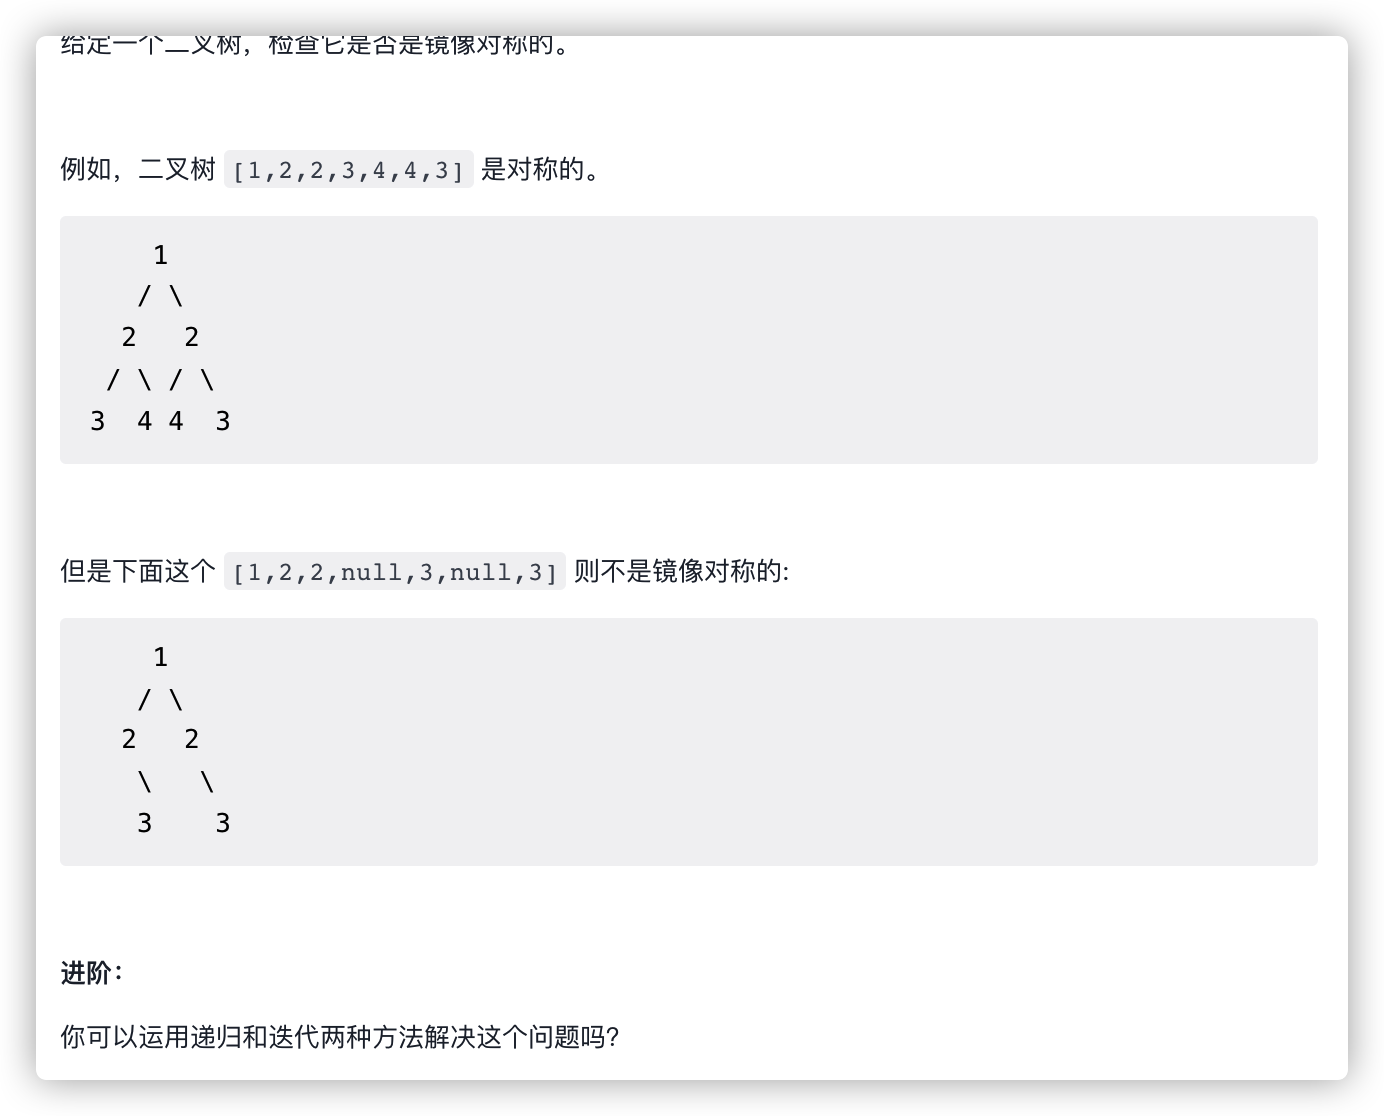 给定一个二叉树，检查它是否是镜像对称的。
例如，二叉树 [1,2,2,3,4,4,3] 是对称的。
    1
   / \
  2   2
 / \ / \
3  4 4  3
但是下面这个 [1,2,2,null,3,null,3] 则不是镜像对称的:
    1
   / \
  2   2
   \   \
   3    3
进阶：
你可以运用递归和迭代两种方法解决这个问题吗?